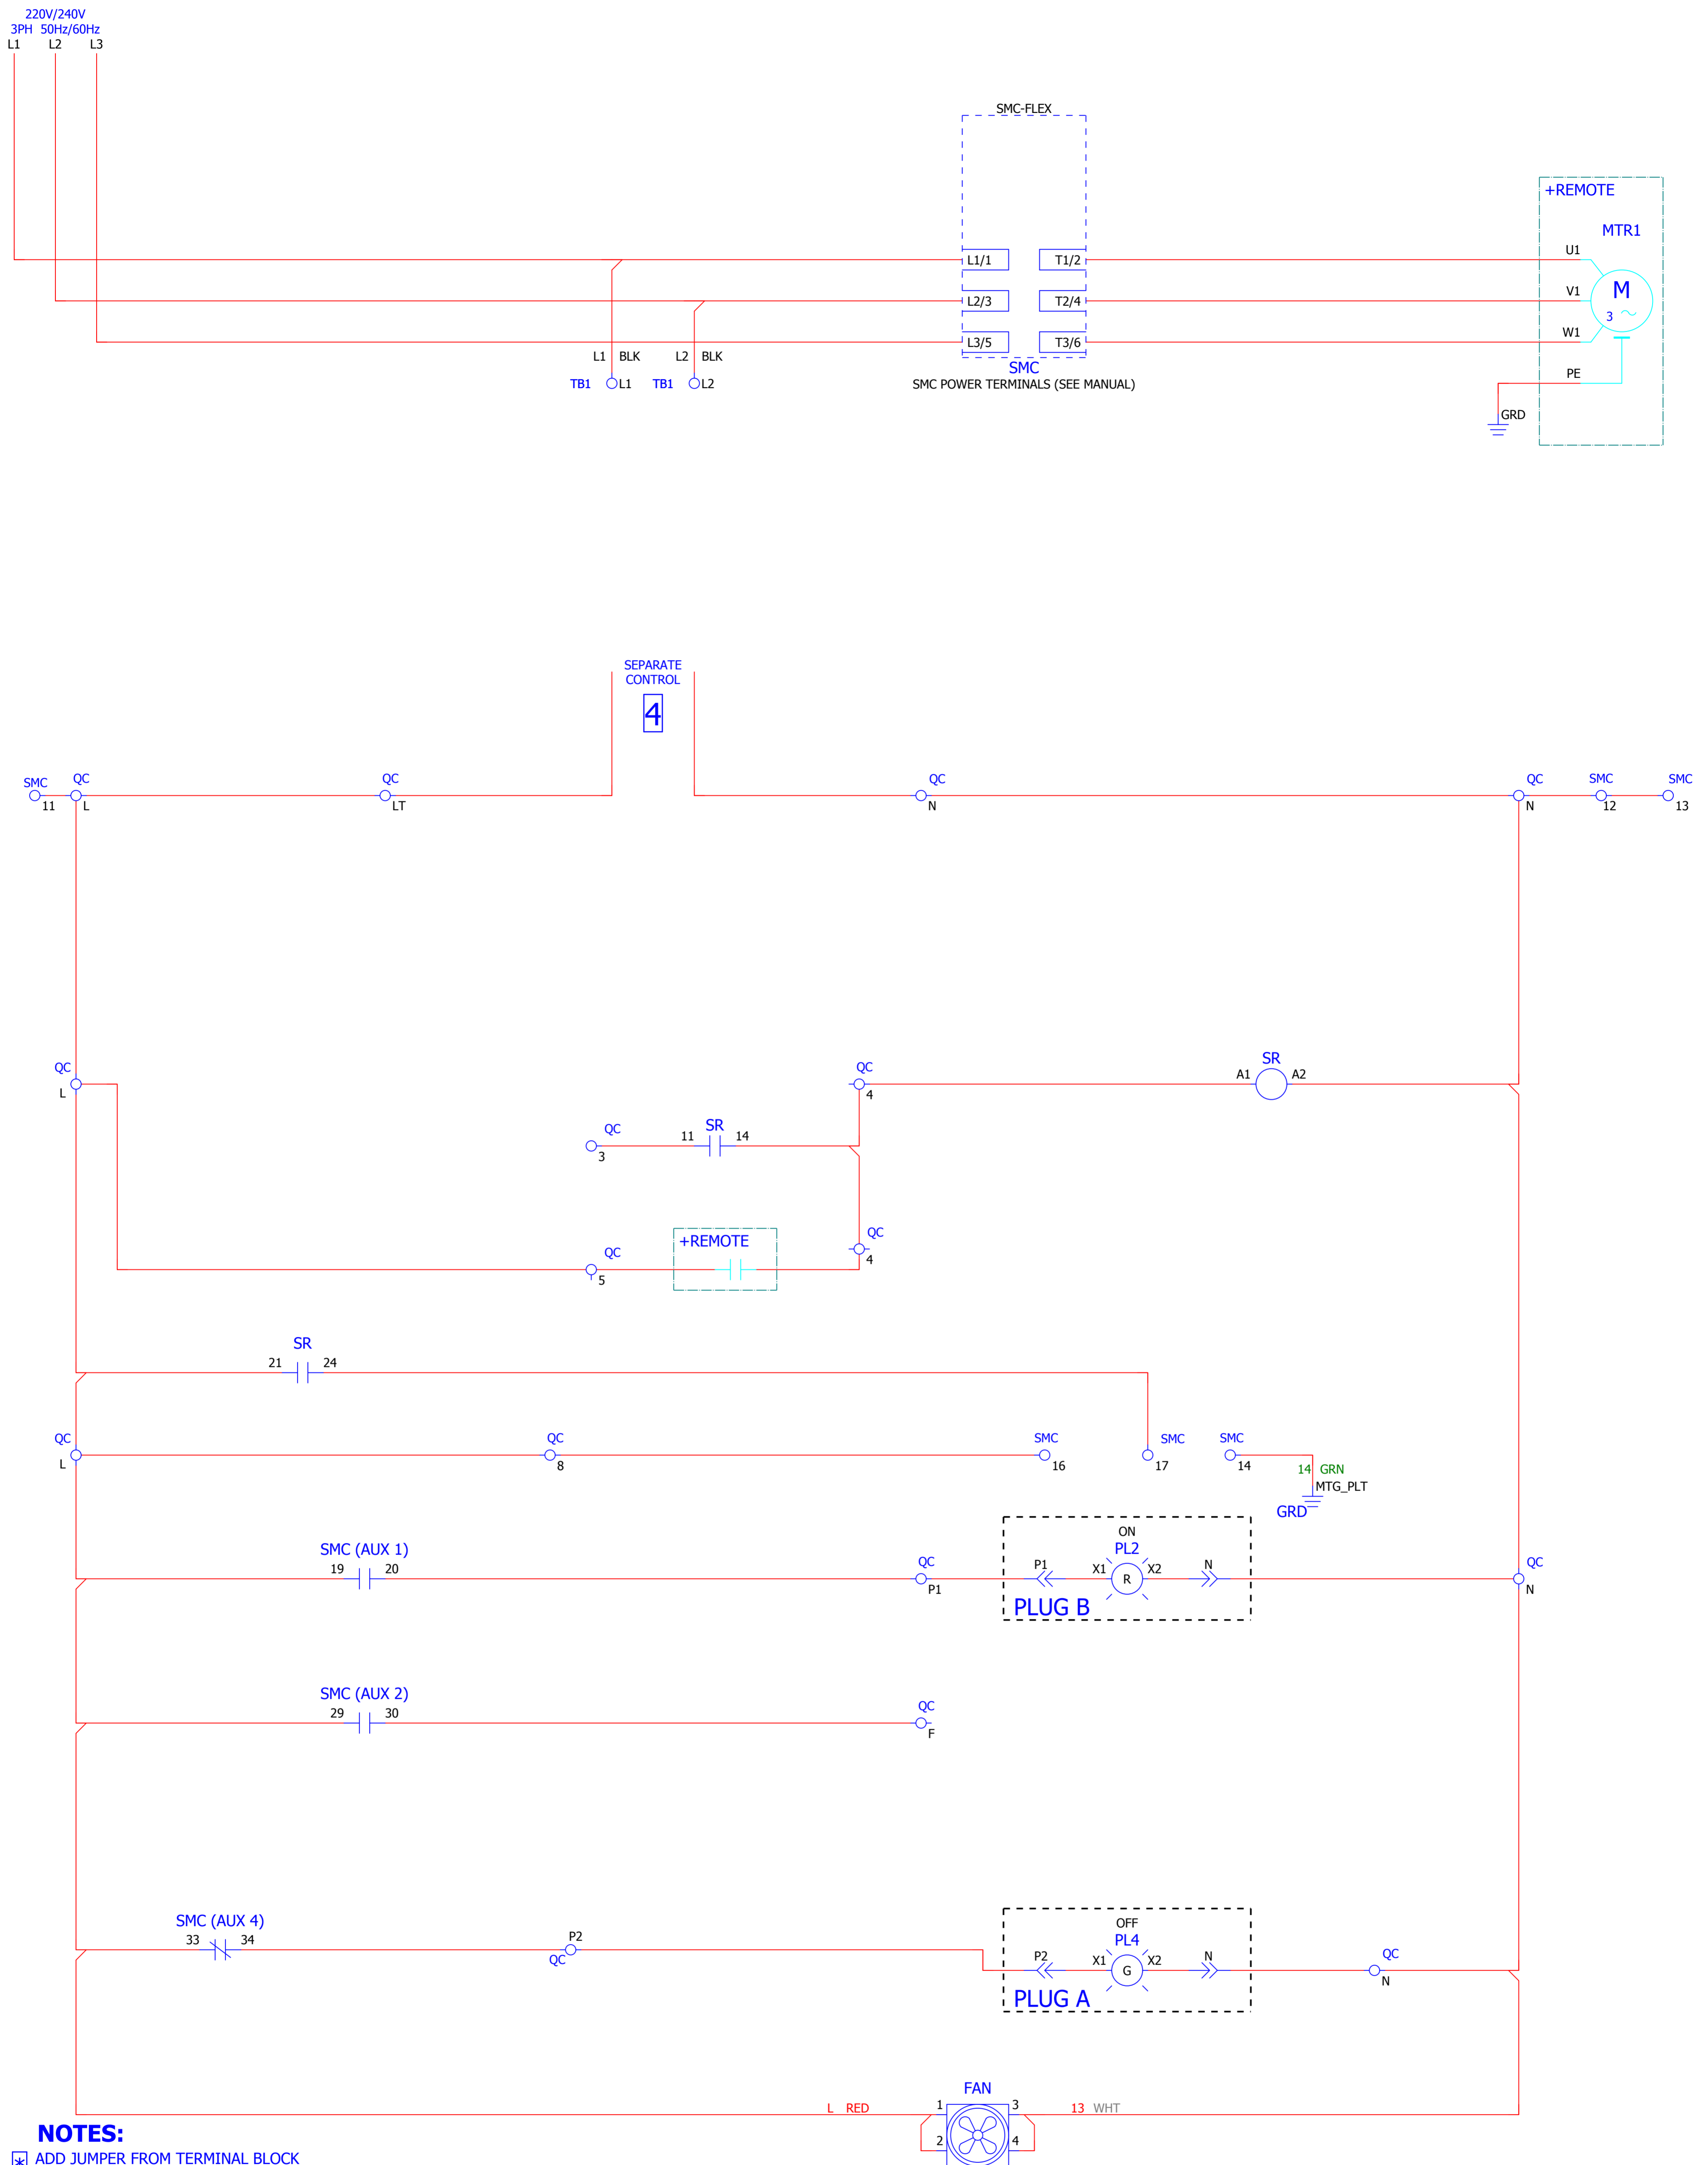 220V/240V
3PH 50Hz/60Hz
L1 L2 L3
SMC-FLEX
+REMOTE
MTR1
L1/1 T1/2 U1
L2/3 T2/4 V1 M
3
L3/5 T3/6 W1
L1 BLK L2 BLK
SMC
TB1 L1 TB1 L2
SMC POWER TERMINALS (SEE MANUAL)
PE
GRD
SEPARATE
CONTROL
4
SMC QC QC QC QC SMC SMC
11 L LT N N 12 13
QC QC SR
A1 A2
L 4
QC SR
11 14
3
QC
4
QC +REMOTE
5
SR
21 24
QC QC SMC SMC SMC
L 8 16 17 14
14 GRN
MTG_PLT
GRD
ON
SMC (AUX 1) PL2
19 20 QC P1 X1 R X2 N QC
P1 N
PLUG B
SMC (AUX 2)
29 30 QC
F
SMC (AUX 4) OFF
33 34 P2 PL4
QC P2 X1 G X2 N QC
N
PLUG A
FAN
L RED 1 3 13 WHT
2 4
NOTES:
* ADD JUMPER FROM TERMINAL BLOCK